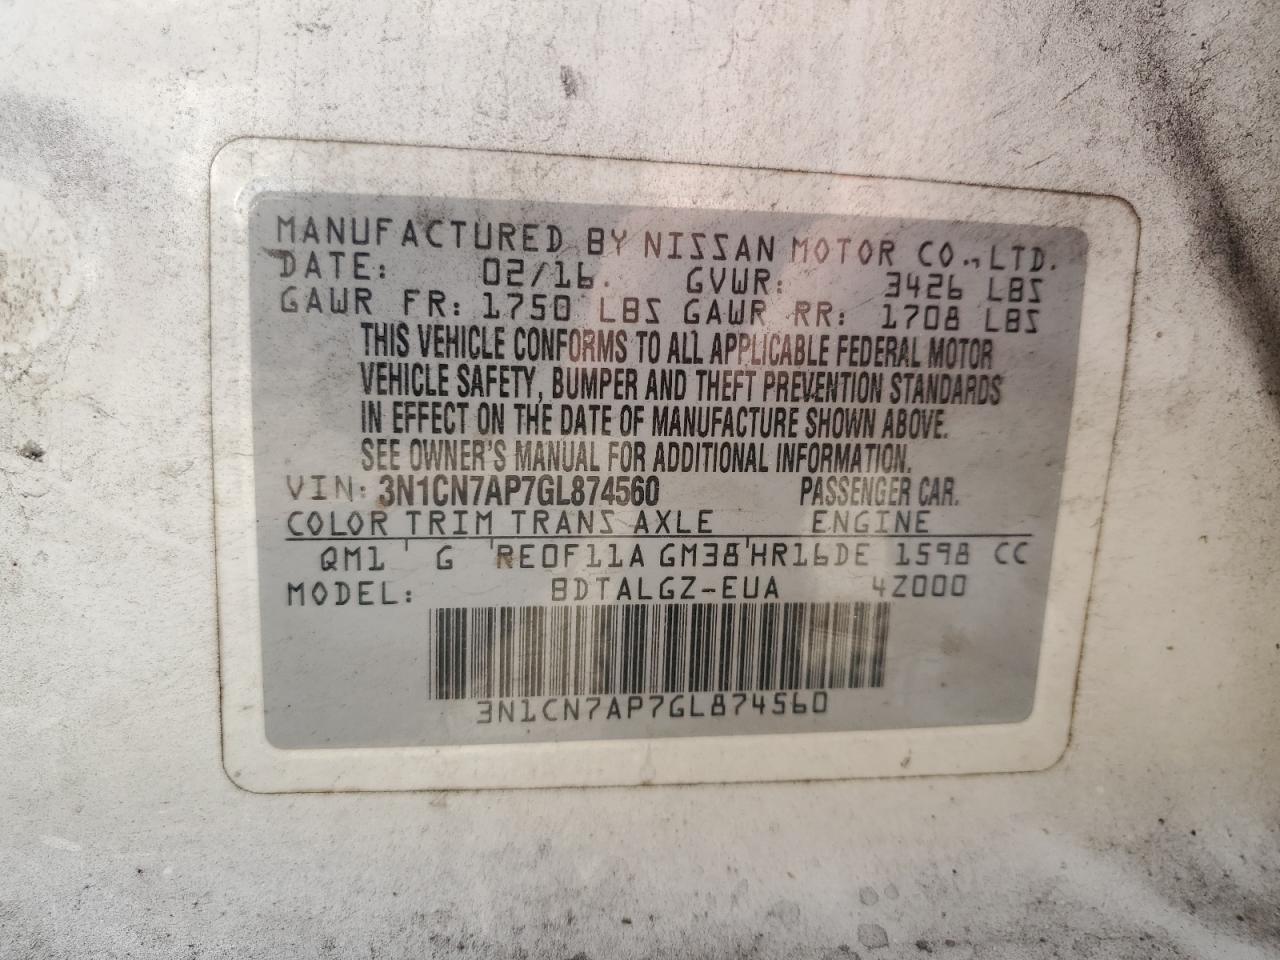 MANUFACTURED BY NISSAN MOTOR CO., LTD.
DATE: 02/16. GVWR: 3426 LBS
GAWR FR: 1750 LBS GAWR RR: 1708 LBS
THIS VEHICLE CONFORMS TO ALL APPLICABLE FEDERAL MOTOR
VEHICLE SAFETY, BUMPER AND THEFT PREVENTION STANDARDS
IN EFFECT ON THE DATE OF MANUFACTURE SHOWN ABOVE.
SEE OWNER'S MANUAL FOR ADDITIONAL INFORMATION.
VIN: 3N1CN7AP7GL874560 PASSENGER CAR.
COLOR TRIM TRANS AXLE ENGINE
QM1 G RE0F11A GM38 HR16DE 1598 CC
MODEL: BDTALGZ-EUA 4Z000
3N1CN7AP7GL874560